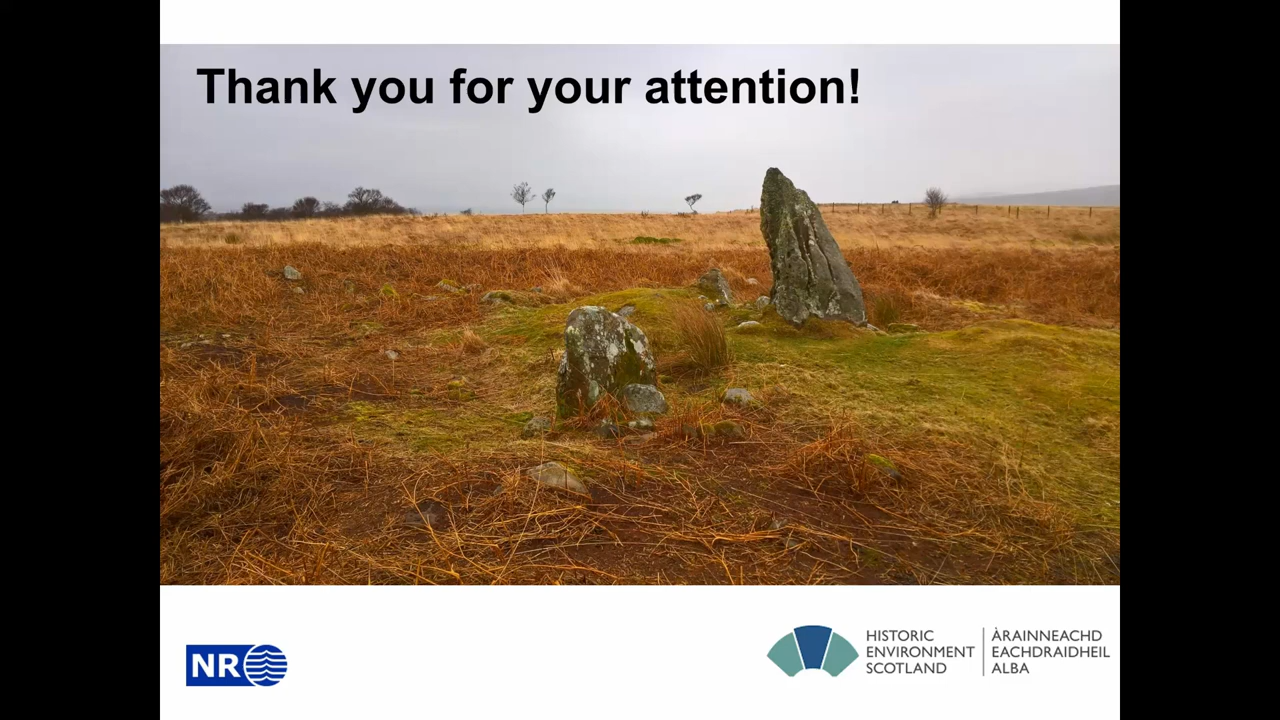 Thank you for your attention!
NR
HISTORIC
ENVIRONMENT
SCOTLAND
ÀRAINNEACHD
EACHDRAIDHEIL
ALBA